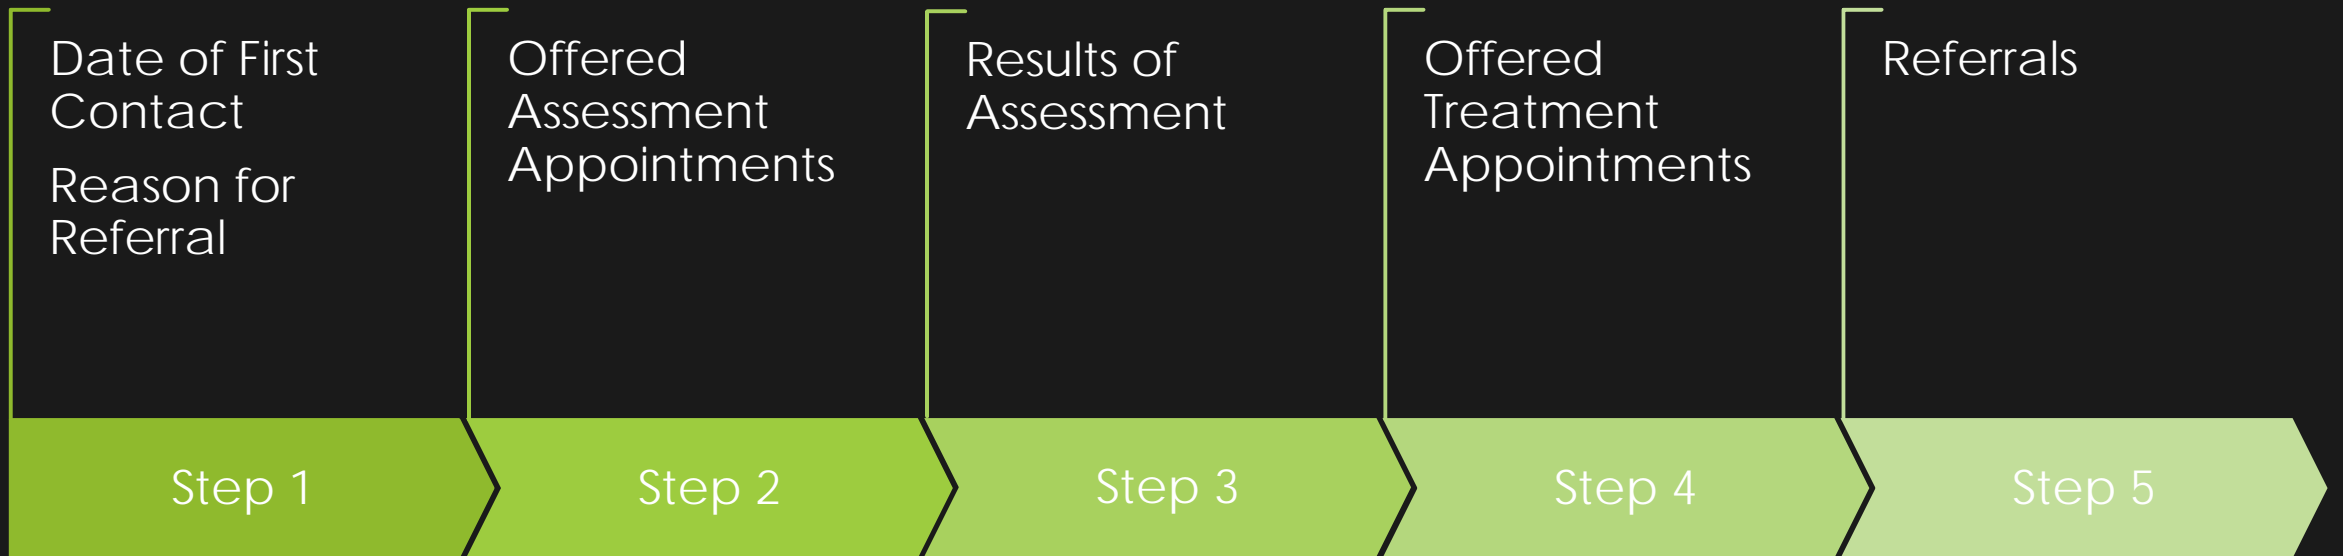 Date of First
Contact
Reason for
Referral
Offered
Assessment
Appointments
Results of
Assessment
Offered
Treatment
Appointments
Referrals
Step 1
Step 2
Step 3
Step 4
Step 5